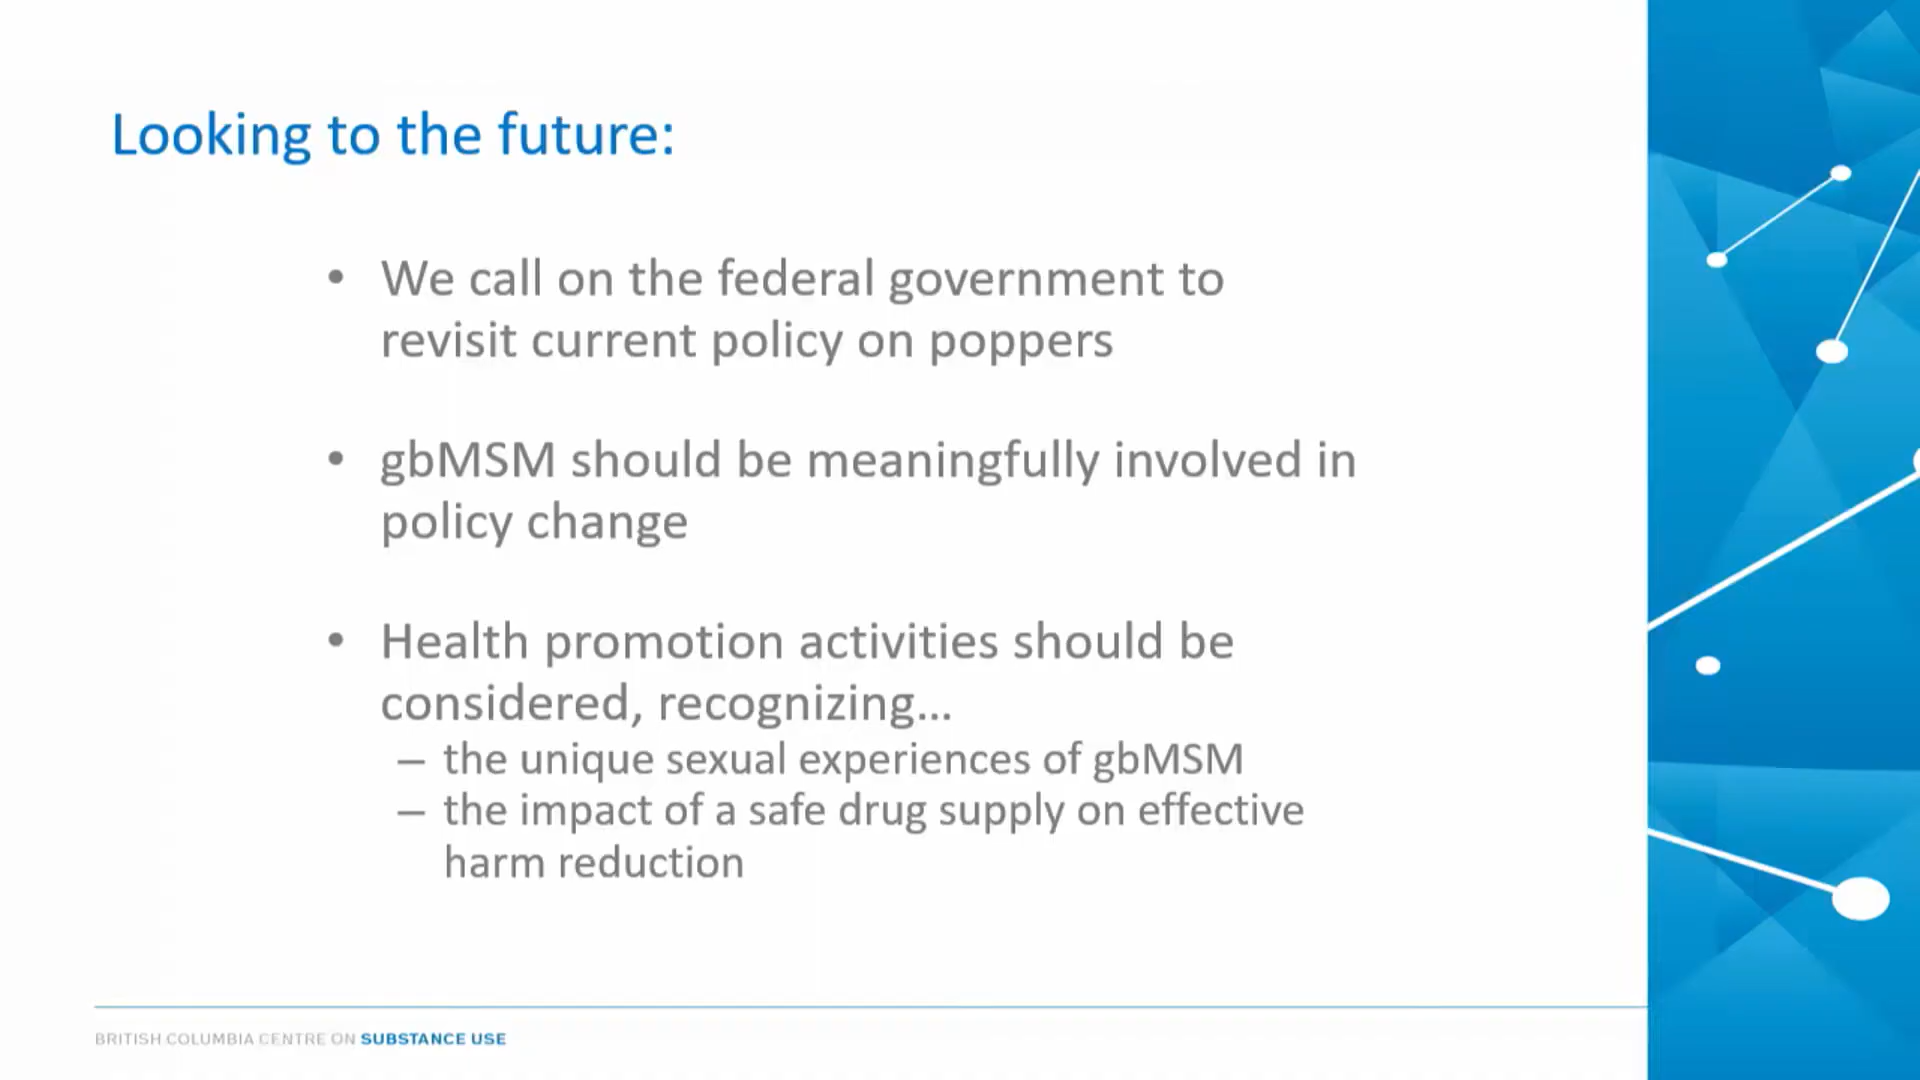 Looking to the future:
• We call on the federal government to
revisit current policy on poppers
• gbMSM should be meaningfully involved in
policy change
• Health promotion activities should be
considered, recognizing...
– the unique sexual experiences of gbMSM
– the impact of a safe drug supply on effective
harm reduction
BRITISH COLUMBIA CENTRE ON SUBSTANCE USE